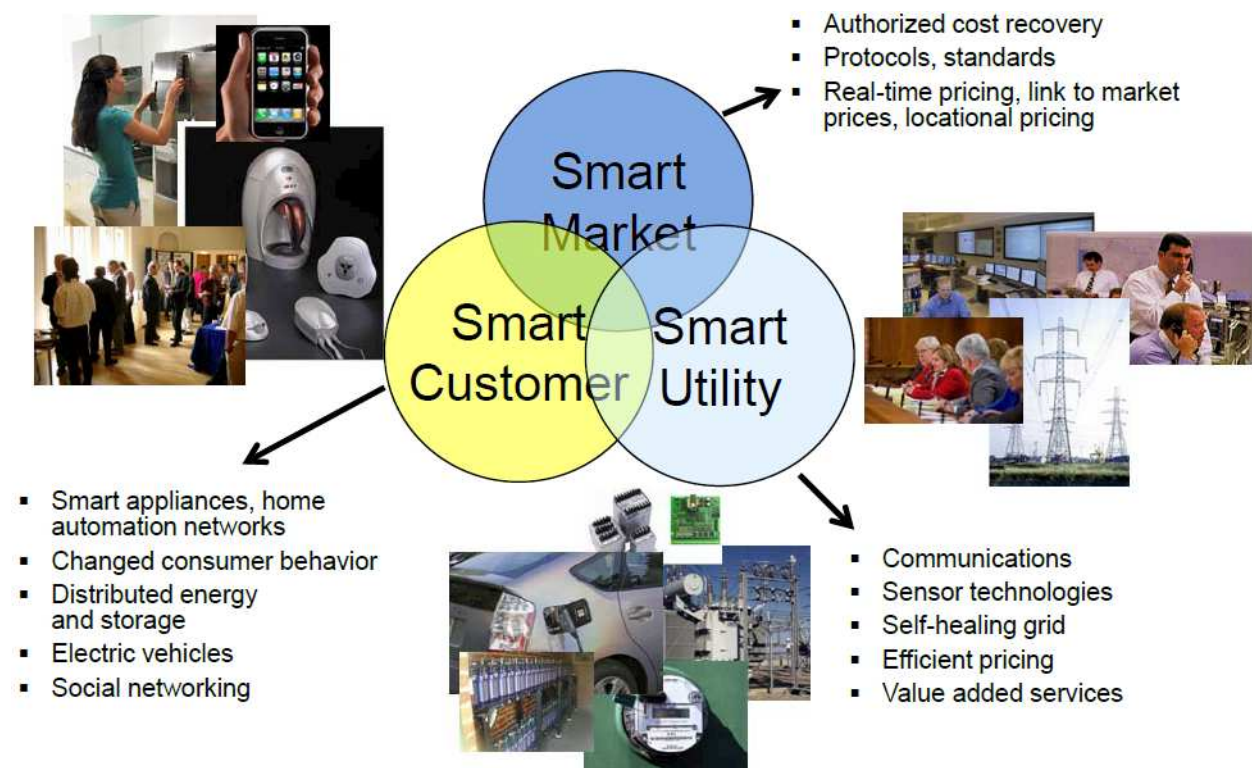 Authorized cost recovery
Protocols, standards
Real-time pricing, link to market
prices, locational pricing
Smart
Market
Smart
Customer
Smart
Utility
Smart appliances, home
automation networks
Changed consumer behavior
Distributed energy
and storage
Electric vehicles
Social networking
Communications
Sensor technologies
Self-healing grid
Efficient pricing
Value added services